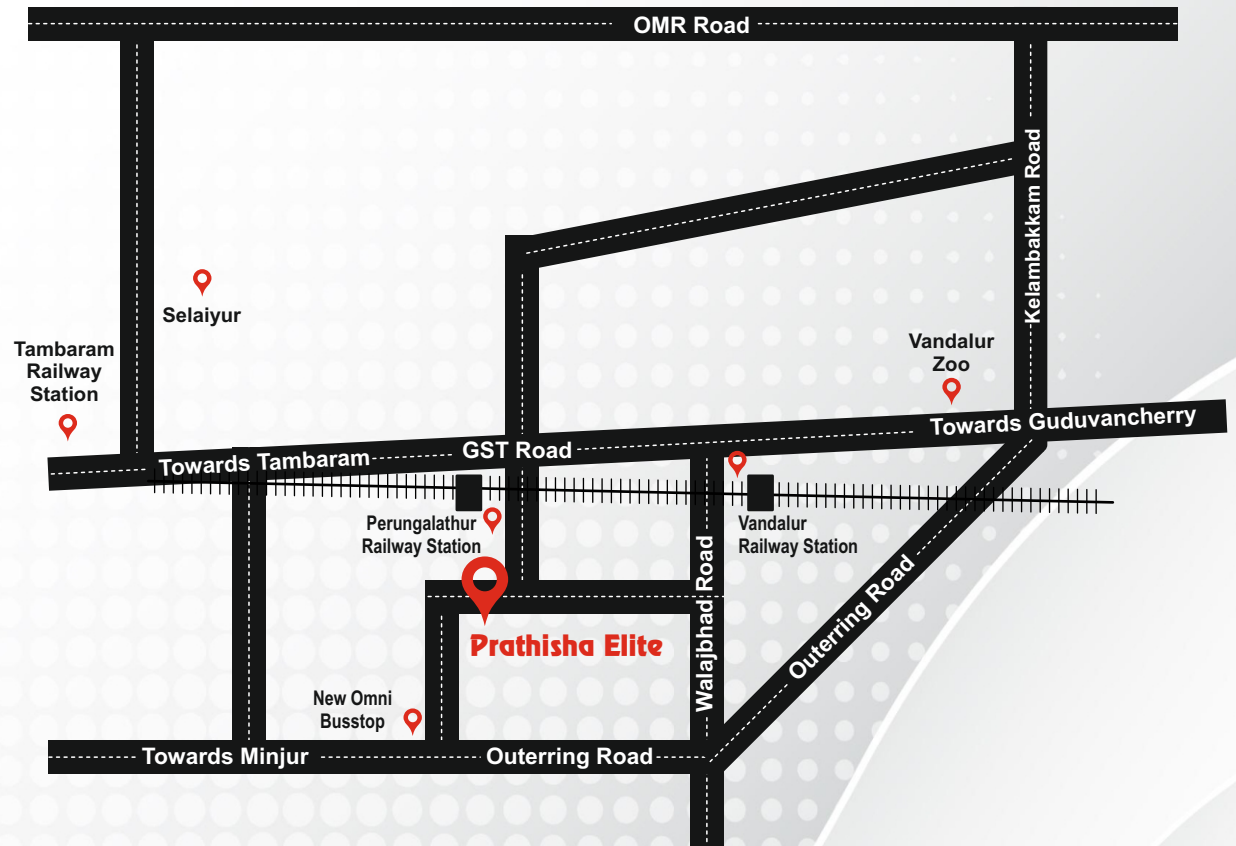 OMR Road
Kelambakkam Road
Selaiyur
Tambaram
Railway
Station
Vandalur
Zoo
Towards Guduvancherry
GST Road
Towards Tambaram
Perungalathur
Railway Station
Vandalur
Railway Station
Walajbhad Road
Outerring Road
Prathisha Elite
New Omni
Busstop
Towards Minjur
Outerring Road